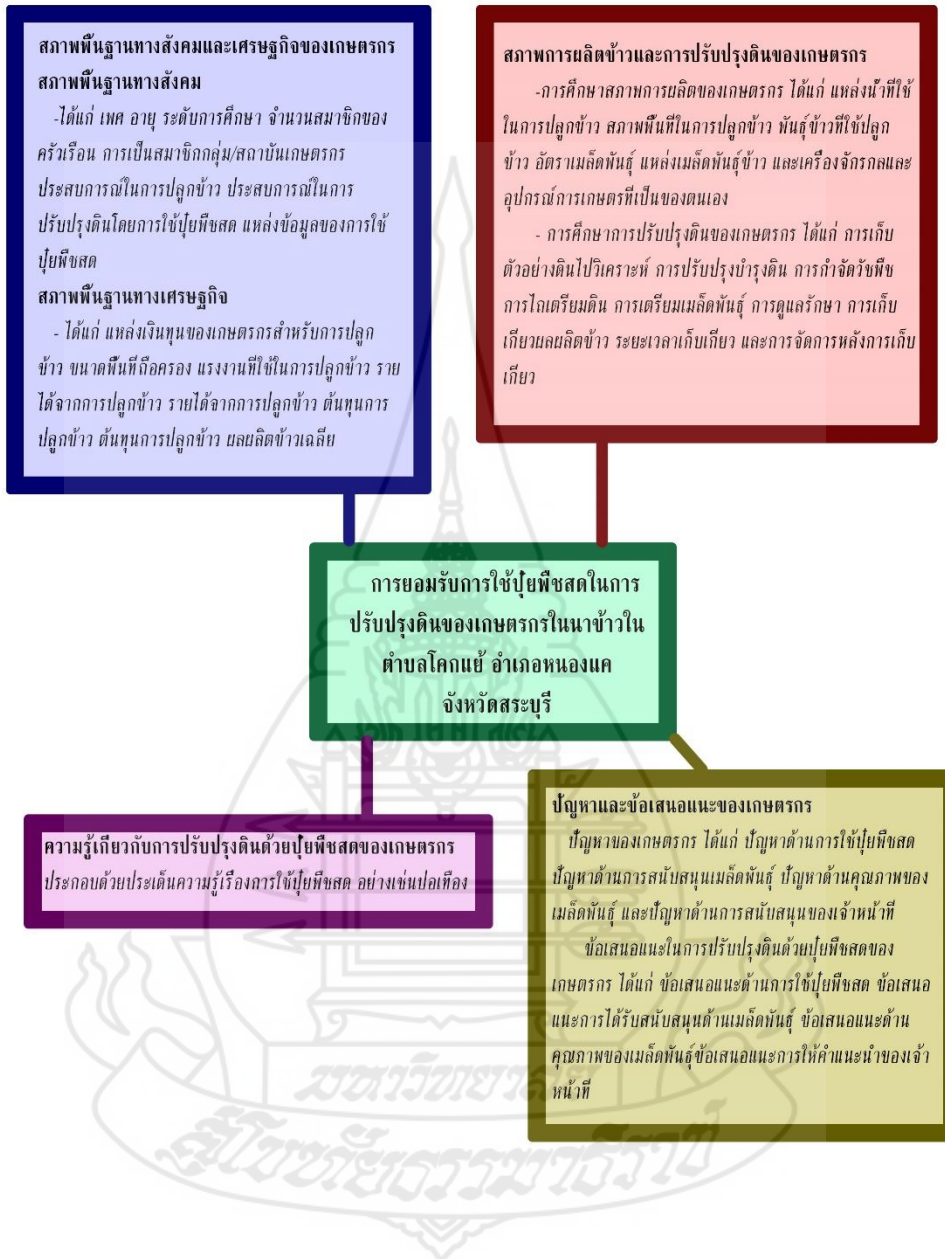 สภาพพื้นฐานทางสังคมและเศรษฐกิจของเกษตรกร
สภาพพื้นฐานทางสังคม
-ได้แก่ เพศ อายุ ระดับการศึกษา จำนวนสมาชิกของ
ครัวเรือน การเป็นสมาชิกกลุ่ม/สถาบันเกษตรกร
ประสบการณ์ในการปลูกข้าว ประสบการณ์ในการ
ปรับปรุงดินโดยการใช้ปุ๋ยพืชสด แหล่งข้อมูลของการใช้
ปุ๋ยพืชสด
สภาพพื้นฐานทางเศรษฐกิจ
- ได้แก่ แหล่งเงินทุนของเกษตรกรสำหรับการปลูก
ข้าว ขนาดพื้นที่ถือครอง แรงงานที่ใช้ในการปลูกข้าว ราย
ได้จากการปลูกข้าว รายได้จากการปลูกข้าว ต้นทุนการ
ปลูกข้าว ต้นทุนการปลูกข้าว ผลผลิตข้าวเฉลี่ย
สภาพการผลิตข้าวและการปรับปรุงดินของเกษตรกร
-การศึกษาสภาพการผลิตของเกษตรกร ได้แก่ แหล่งน้ำที่ใช้
ในการปลูกข้าว สภาพพื้นที่ในการปลูกข้าว พันธุ์ข้าวที่ใช้ปลูก
ข้าว อัตราเมล็ดพันธุ์ แหล่งเมล็ดพันธุ์ข้าว และเครื่องจักรกลและ
อุปกรณ์การเกษตรที่เป็นของตนเอง
- การศึกษาการปรับปรุงดินของเกษตรกร ได้แก่ การเก็บ
ตัวอย่างดินไปวิเคราะห์ การปรับปรุงบำรุงดิน การกำจัดวัชพืช
การไถเตรียมดิน การเตรียมเมล็ดพันธุ์ การดูแลรักษา การเก็บ
เกี่ยวผลผลิตข้าว ระยะเวลาเก็บเกี่ยว และการจัดการหลังการเก็บ
เกี่ยว
การยอมรับการใช้ปุ๋ยพืชสดในการ
ปรับปรุงดินของเกษตรกรในนาข้าวใน
ตำบลโคกแย้ อำเภอหนองแค
จังหวัดสระบุรี
ความรู้เกี่ยวกับการปรับปรุงดินด้วยปุ๋ยพืชสดของเกษตรกร
ประกอบด้วยประเด็นความรู้เรื่องการใช้ปุ๋ยพืชสด อย่างเช่นปอเทือง
ปัญหาและข้อเสนอแนะของเกษตรกร
ปัญหาของเกษตรกร ได้แก่ ปัญหาด้านการใช้ปุ๋ยพืชสด
ปัญหาด้านการสนับสนุนเมล็ดพันธุ์ ปัญหาด้านคุณภาพของ
เมล็ดพันธุ์ และปัญหาด้านการสนับสนุนของเจ้าหน้าที่
ข้อเสนอแนะในการปรับปรุงดินด้วยปุ๋ยพืชสดของ
เกษตรกร ได้แก่ ข้อเสนอแนะด้านการใช้ปุ๋ยพืชสด ข้อเสนอ
แนะการได้รับสนับสนุนด้านเมล็ดพันธุ์ ข้อเสนอแนะด้าน
คุณภาพของเมล็ดพันธุ์ข้อเสนอแนะการให้คำแนะนำของเจ้า
หน้าที่
มหาวิทยาลัย
สุโขทัยธรรมาธิราช